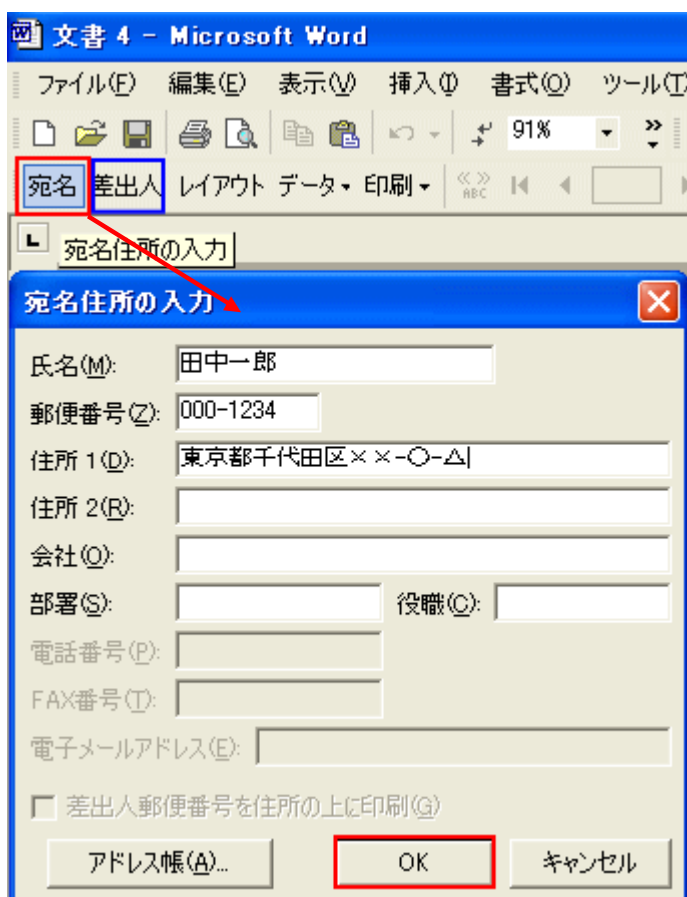 文書 4 - Microsoft Word
ファイル(F) 編集(E) 表示(V) 挿入(I) 書式(O) ツール(T)
91%
宛名 差出人 レイアウト データ 印刷 ABC
宛名住所の入力
宛名住所の入力
氏名(M): 田中一郎
郵便番号(Z): 000-1234
住所 1(D): 東京都千代田区××-○-△
住所 2(R):
会社(O):
部署(S): 役職(C):
電話番号(P):
FAX番号(T):
電子メールアドレス(E):
差出人郵便番号を住所の上に印刷(G)
アドレス帳(A)... OK キャンセル